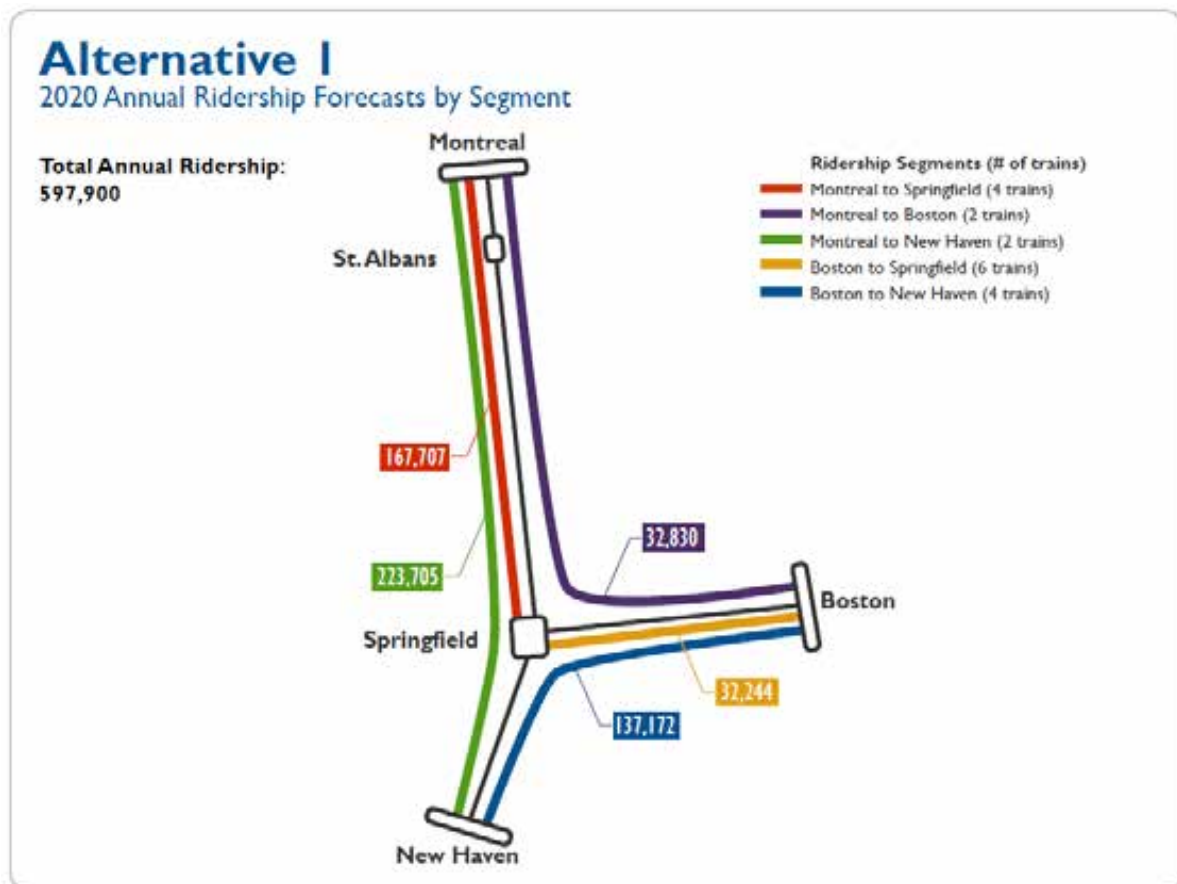 Alternative 1
2020 Annual Ridership Forecasts by Segment
Total Annual Ridership:
597,900
Ridership Segments (# of trains)
Montreal to Springfield (4 trains)
Montreal to Boston (2 trains)
Montreal to New Haven (2 trains)
Boston to Springfield (6 trains)
Boston to New Haven (4 trains)
Montreal
St. Albans
167,707
32,830
223,705
Boston
Springfield
32,244
137,172
New Haven